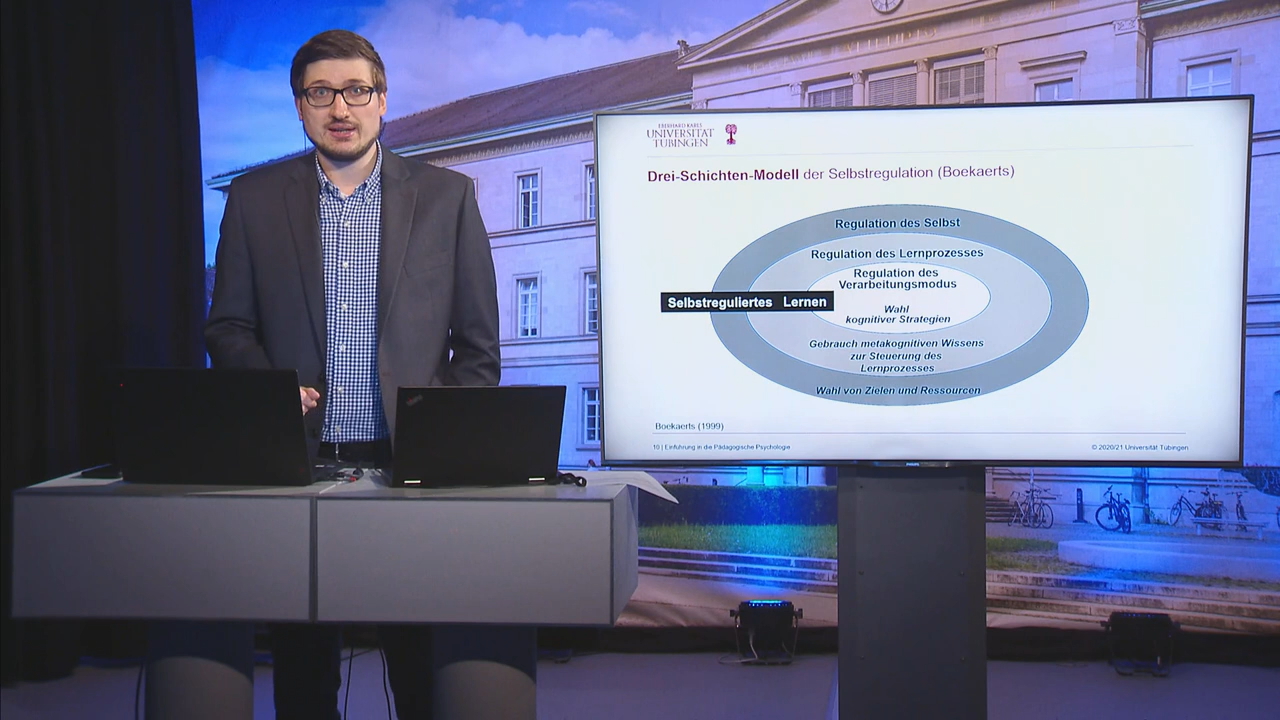 EBERHARD KARLS
UNIVERSITÄT
TÜBINGEN
Drei-Schichten-Modell der Selbstregulation (Boekaerts)
Regulation des Selbst
Regulation des Lernprozesses
Regulation des
Verarbeitungsmodus
Selbstreguliertes Lernen
Wahl
kognitiver Strategien
Gebrauch metakognitiven Wissens
zur Steuerung des
Lernprozesses
Wahl von Zielen und Ressourcen
Boekaerts (1999)
10 | Einführung in die Pädagogische Psychologie
© 2020/21 Universität Tübingen
PHILIPS